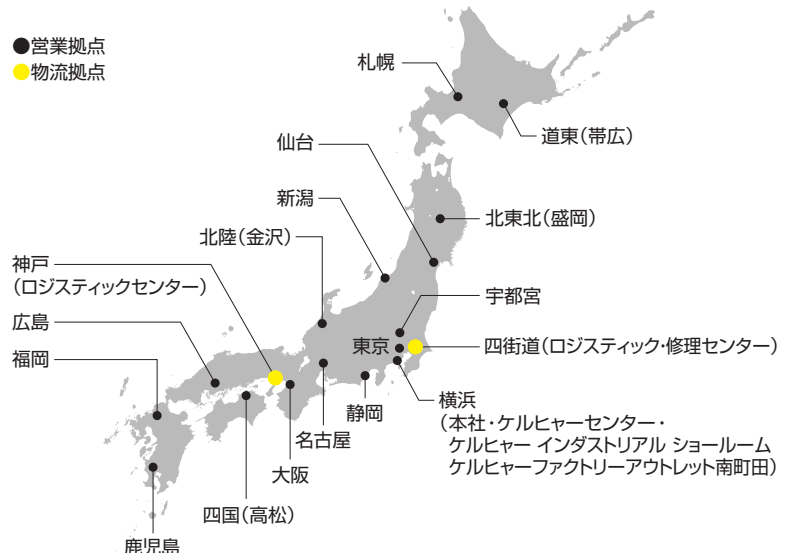 ●営業拠点
●物流拠点
札幌
道東（帯広）
仙台
新潟
北東北（盛岡）
北陸（金沢）
神戸
（ロジスティックセンター）
宇都宮
広島
東京
四街道（ロジスティック・修理センター）
福岡
横浜
（本社・ケルヒャーセンター・
ケルヒャー インダストリアル ショールーム
ケルヒャーファクトリーアウトレット南町田）
静岡
名古屋
大阪
四国（高松）
鹿児島